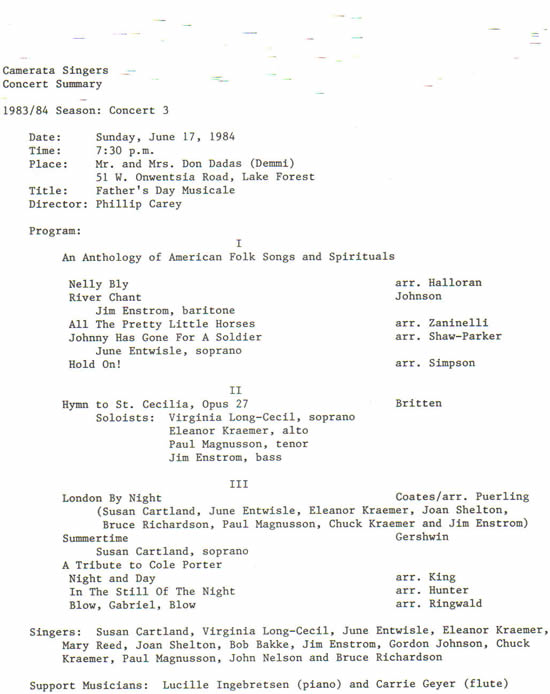 Camerata Singers
Concert Summary
1983/84 Season: Concert 3
Date: Sunday, June 17, 1984
Time: 7:30 p.m.
Place: Mr. and Mrs. Don Dadas (Demmi)
51 W. Onwentsia Road, Lake Forest
Title: Father's Day Musicale
Director: Phillip Carey
Program:
I
An Anthology of American Folk Songs and Spirituals
Nelly Bly arr. Halloran
River Chant Johnson
Jim Enstrom, baritone
All The Pretty Little Horses arr. Zaninelli
Johnny Has Gone For A Soldier arr. Shaw-Parker
June Entwisle, soprano
Hold On! arr. Simpson
II
Hymn to St. Cecilia, Opus 27 Britten
Soloists: Virginia Long-Cecil, soprano
Eleanor Kraemer, alto
Paul Magnusson, tenor
Jim Enstrom, bass
III
London By Night Coates/arr. Puerling
(Susan Cartland, June Entwisle, Eleanor Kraemer, Joan Shelton,
Bruce Richardson, Paul Magnusson, Chuck Kraemer and Jim Enstrom)
Summertime Gershwin
Susan Cartland, soprano
A Tribute to Cole Porter
Night and Day arr. King
In The Still Of The Night arr. Hunter
Blow, Gabriel, Blow arr. Ringwald
Singers: Susan Cartland, Virginia Long-Cecil, June Entwisle, Eleanor Kraemer,
Mary Reed, Joan Shelton, Bob Bakke, Jim Enstrom, Gordon Johnson, Chuck
Kraemer, Paul Magnusson, John Nelson and Bruce Richardson
Support Musicians: Lucille Ingebretsen (piano) and Carrie Geyer (flute)